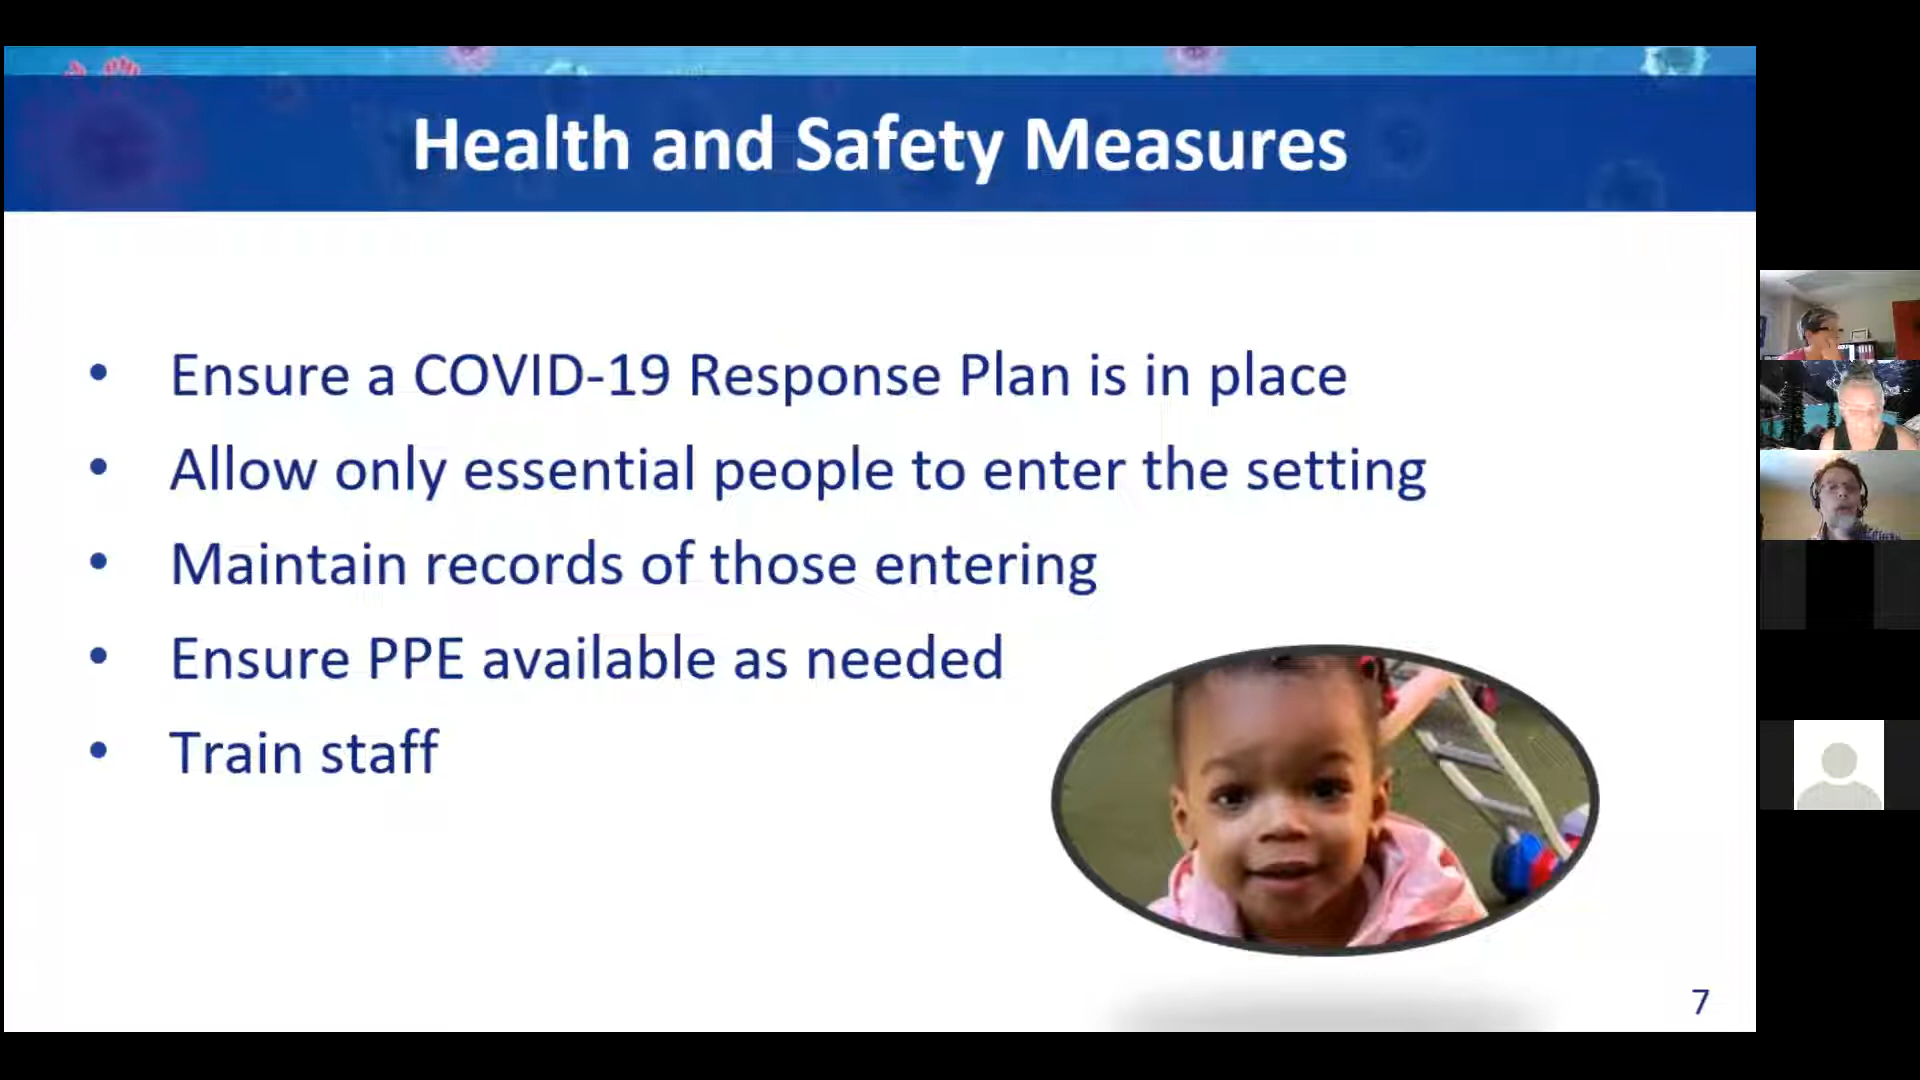 Health and Safety Measures
• Ensure a COVID-19 Response Plan is in place
• Allow only essential people to enter the setting
• Maintain records of those entering
• Ensure PPE available as needed
• Train staff
7